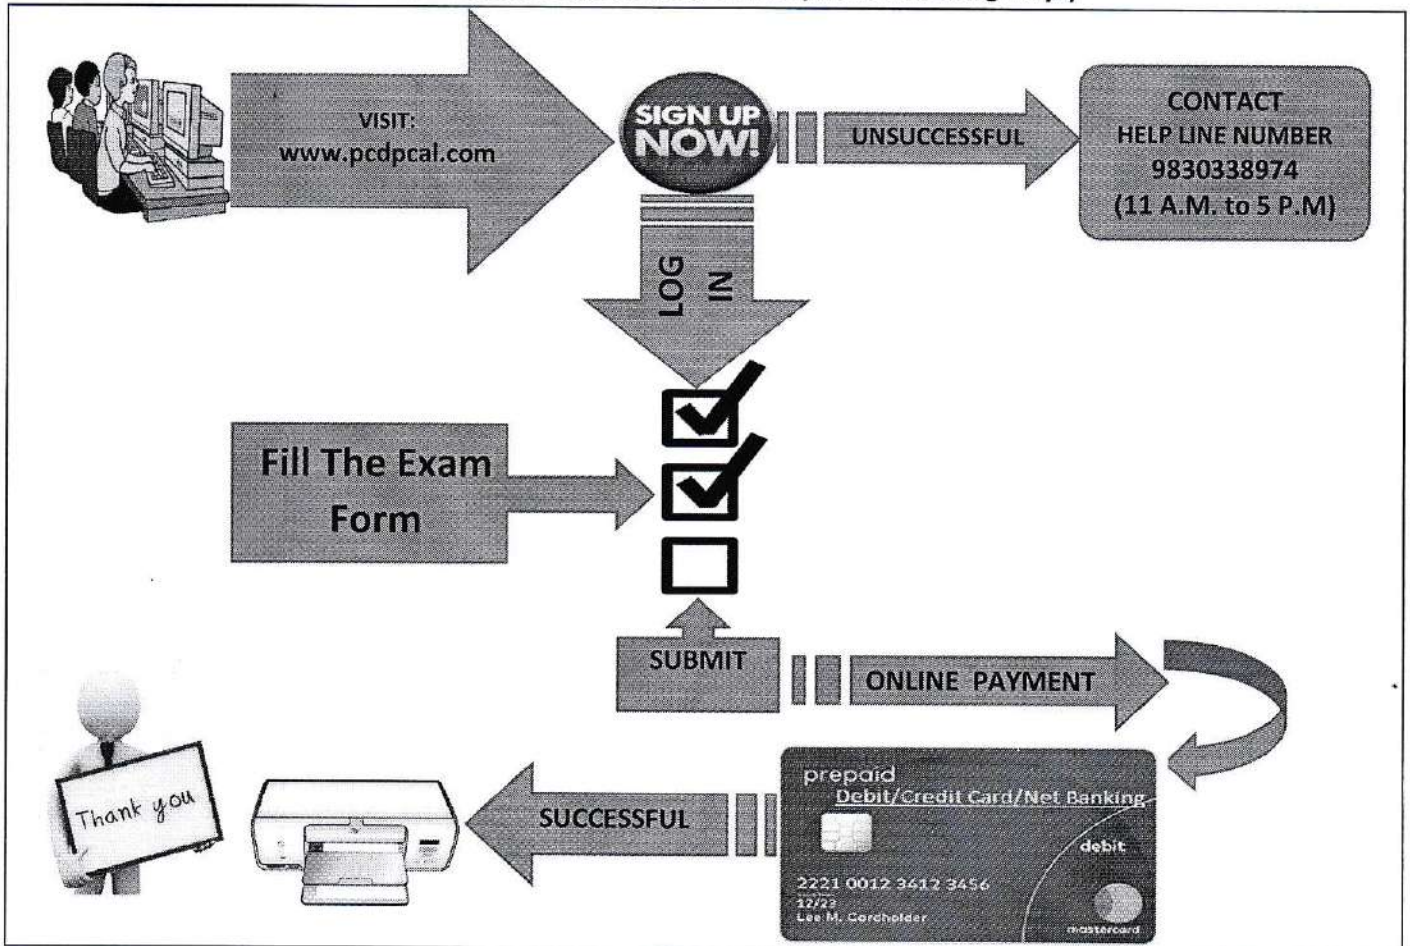 VISIT:
www.pcdpcal.com
SIGN UP
NOW!
UNSUCCESSFUL
CONTACT
HELP LINE NUMBER
9830338974
(11 A.M. to 5 P.M)
LOG
IN
Fill The Exam
Form
SUBMIT
ONLINE PAYMENT
prepaid
Debit/Credit Card/Net Banking
debit
2221 0012 3412 3456
12/23
Lee M. Cardholder
mastercard
SUCCESSFUL
Thank you